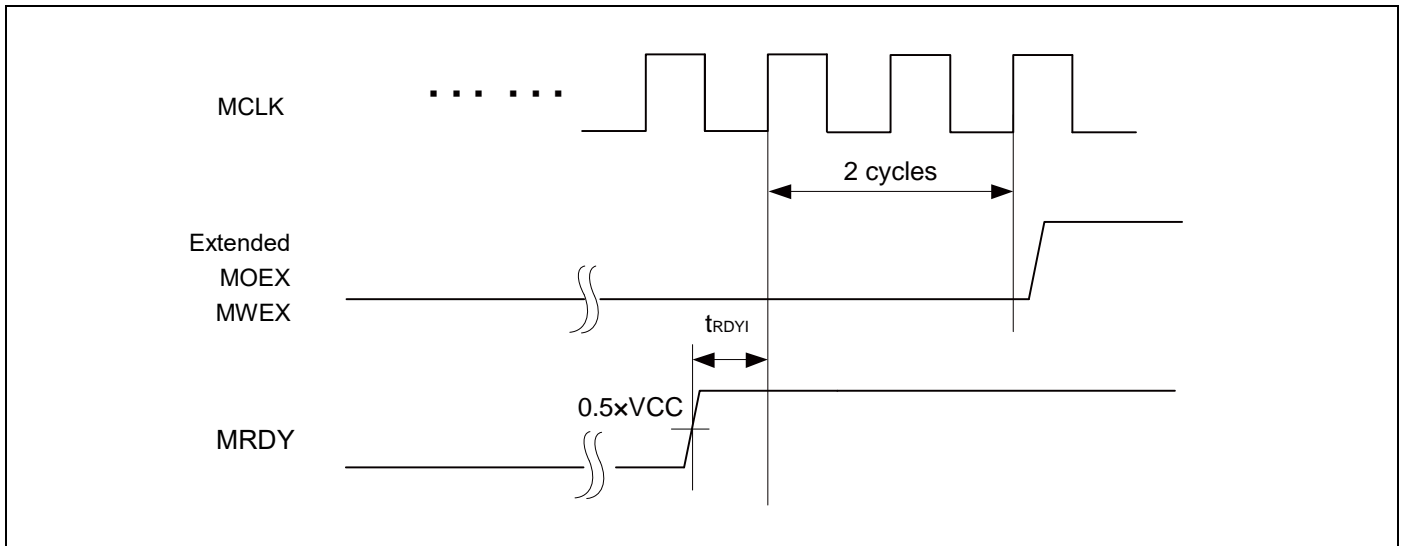 MCLK
2 cycles
Extended
MOEX
MWEX
tRDYI
0.5×VCC
MRDY